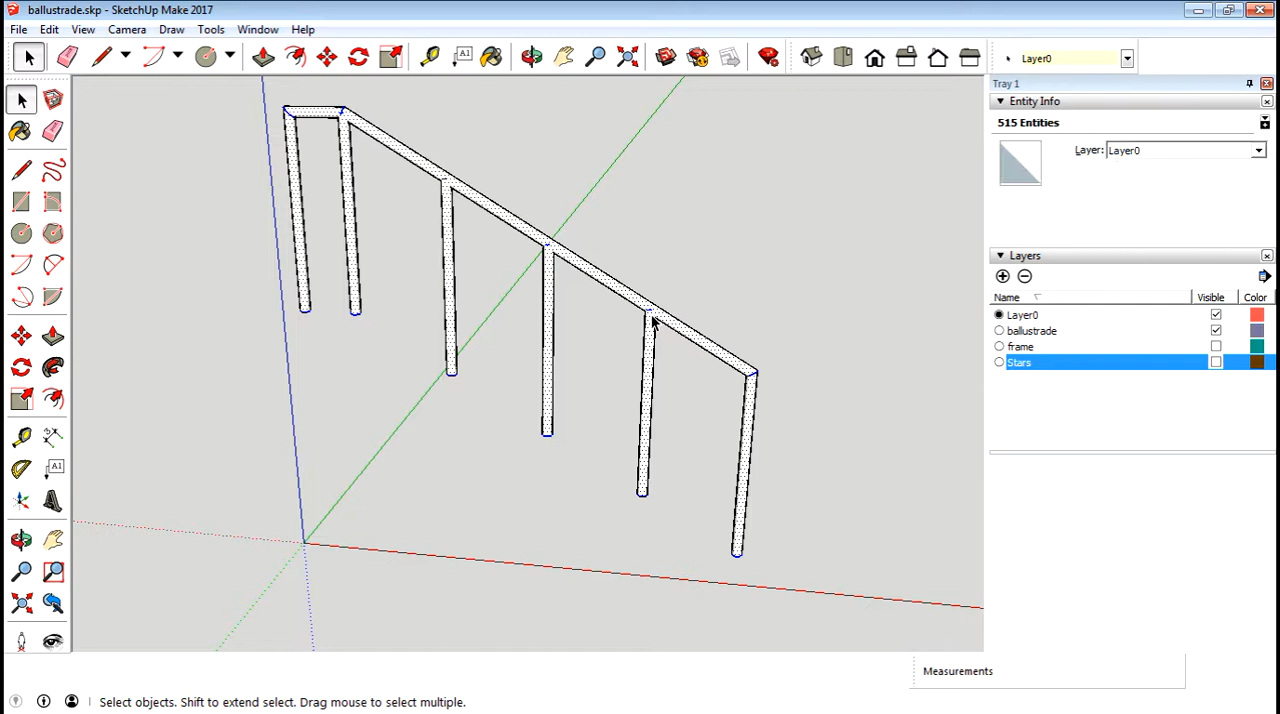 ballustrade.skp - SketchUp Make 2017
File Edit View Camera Draw Tools Window Help
A1
Layer0
Tray 1
Entity Info
515 Entities
Layer: Layer0
Layers
Name Visible Color
Layer0
ballustrade
frame
Stars
A1
Measurements
Select objects. Shift to extend select. Drag mouse to select multiple.